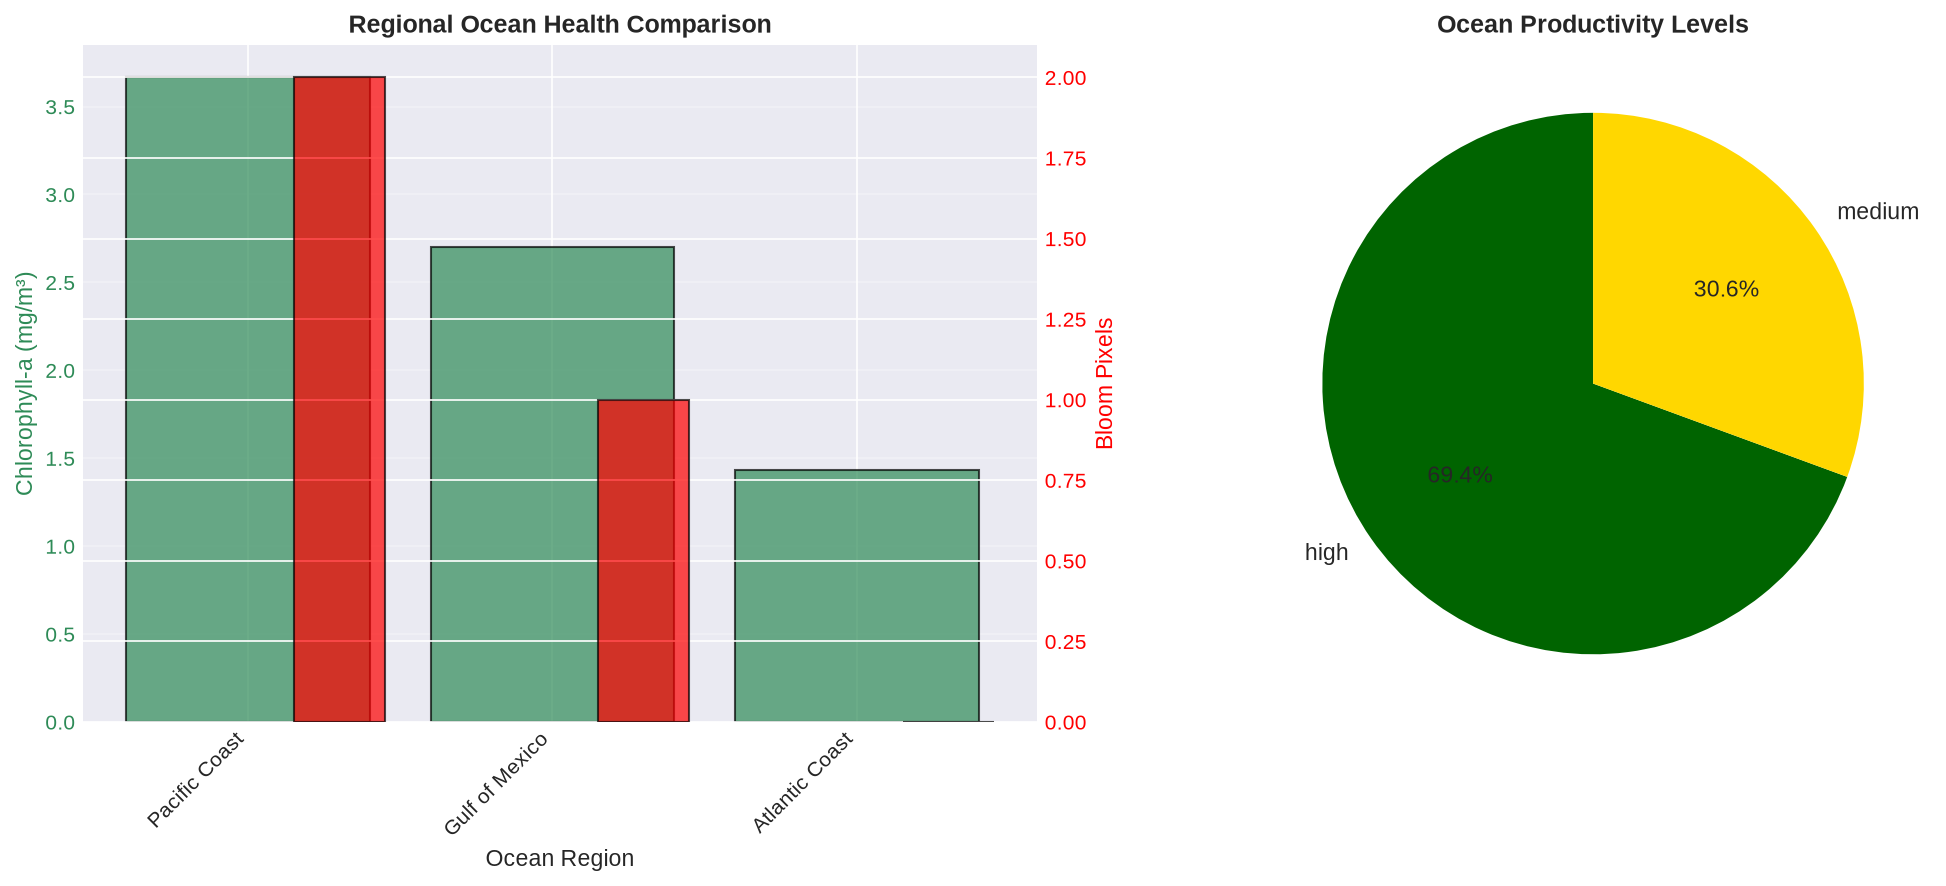 Regional Ocean Health Comparison
Chlorophyll-a (mg/m³)
3.5
3.0
2.5
2.0
1.5
1.0
0.5
0.0
2.00
1.75
1.50
1.25
1.00
0.75
0.50
0.25
0.00
Bloom Pixels
Pacific Coast
Gulf of Mexico
Atlantic Coast
Ocean Region
Ocean Productivity Levels
medium
30.6%
69.4%
high